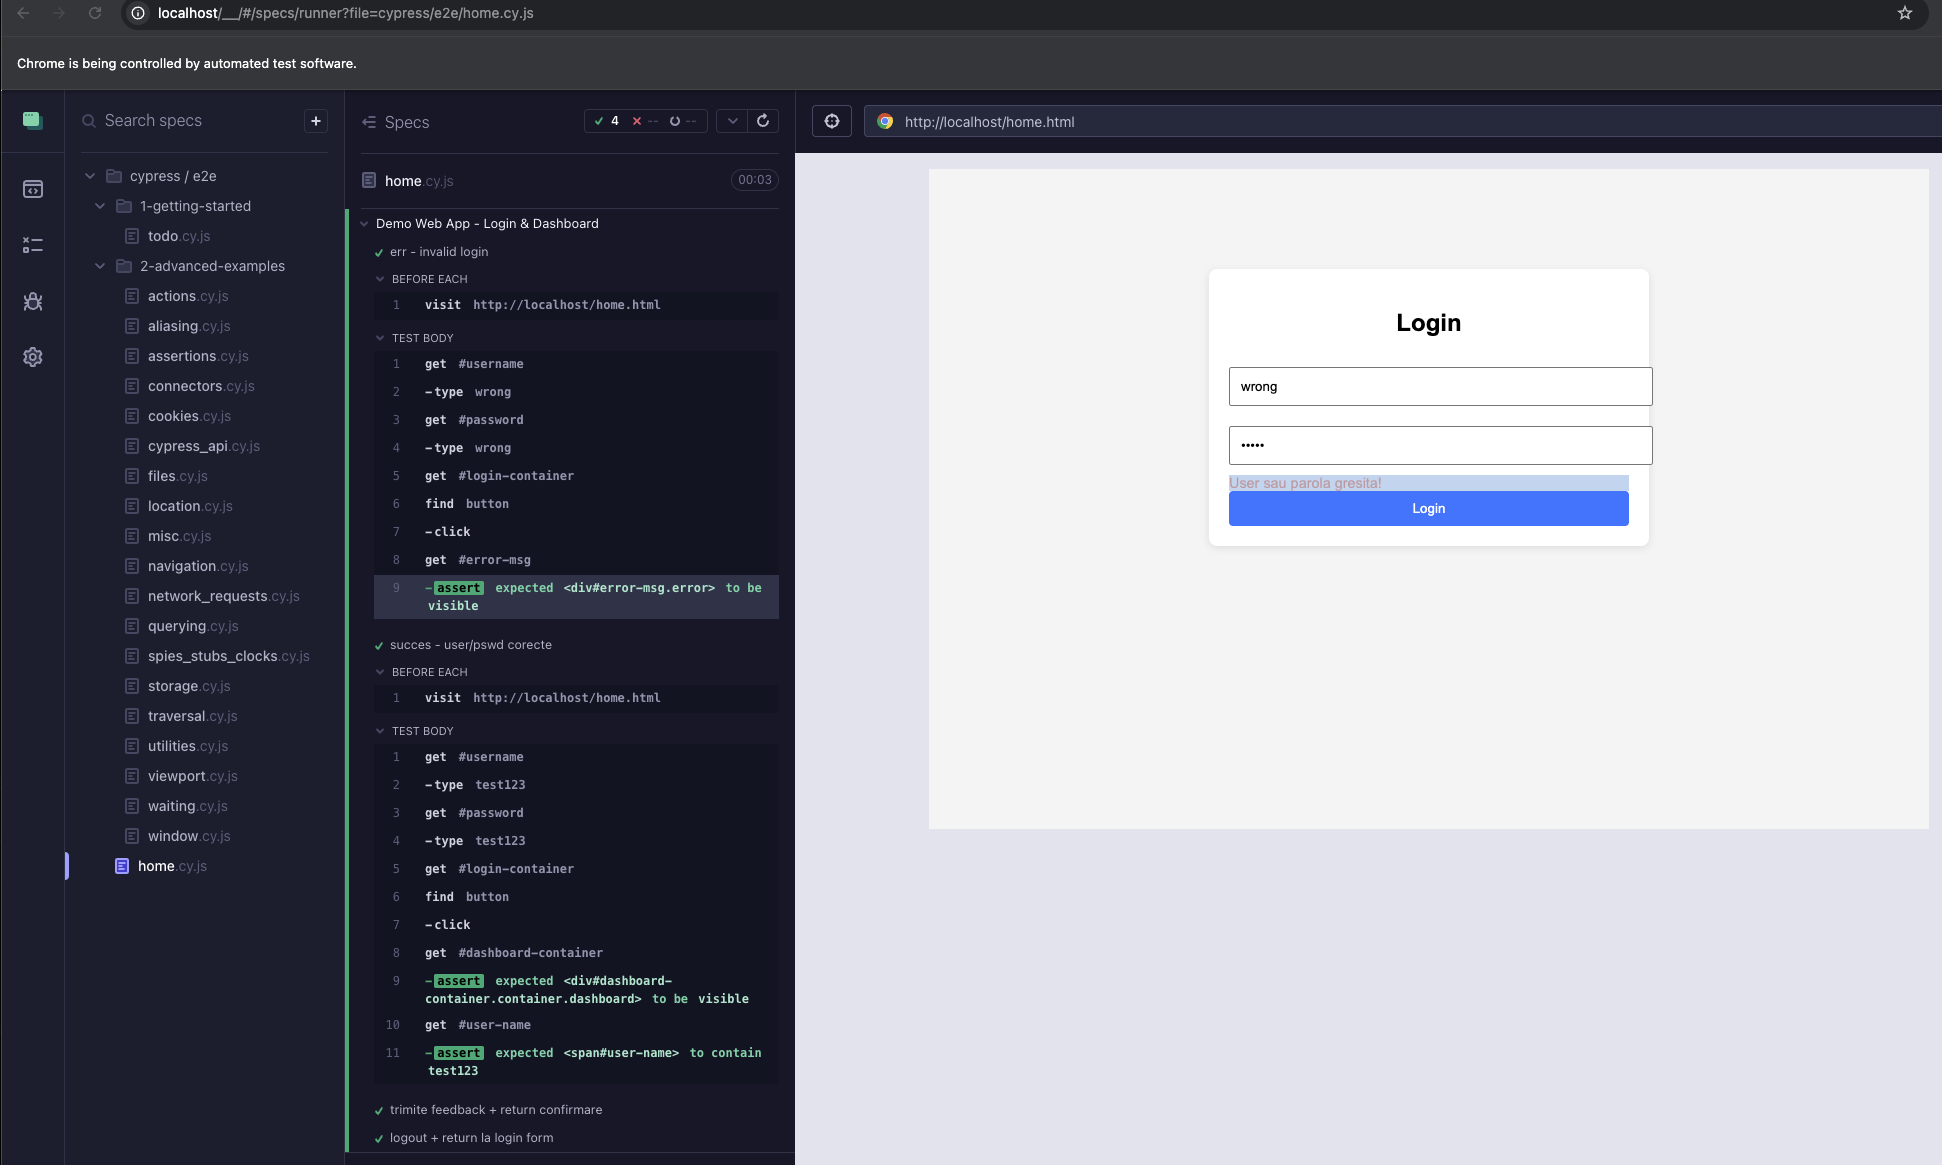 localhost/__/#/specs/runner?file=cypress/e2e/home.cy.js
Chrome is being controlled by automated test software.
Search specs
+
cypress / e2e
1-getting-started
todo.cy.js
2-advanced-examples
actions.cy.js
aliasing.cy.js
assertions.cy.js
connectors.cy.js
cookies.cy.js
cypress_api.cy.js
files.cy.js
location.cy.js
misc.cy.js
navigation.cy.js
network_requests.cy.js
querying.cy.js
spies_stubs_clocks.cy.js
storage.cy.js
traversal.cy.js
utilities.cy.js
viewport.cy.js
waiting.cy.js
window.cy.js
home.cy.js
Specs
4 -- --
home.cy.js 00:03
Demo Web App - Login & Dashboard
err - invalid login
BEFORE EACH
1 visit http://localhost/home.html
TEST BODY
1 get #username
2 -type wrong
3 get #password
4 -type wrong
5 get #login-container
6 find button
7 -click
8 get #error-msg
9 -assert expected <div#error-msg.error> to be
visible
succes - user/pswd corecte
BEFORE EACH
1 visit http://localhost/home.html
TEST BODY
1 get #username
2 -type test123
3 get #password
4 -type test123
5 get #login-container
6 find button
7 -click
8 get #dashboard-container
9 -assert expected <div#dashboard-
container.container.dashboard> to be visible
10 get #user-name
11 -assert expected <span#user-name> to contain
test123
trimite feedback + return confirmare
logout + return la login form
http://localhost/home.html
Login
wrong
•••••
User sau parola gresita!
Login